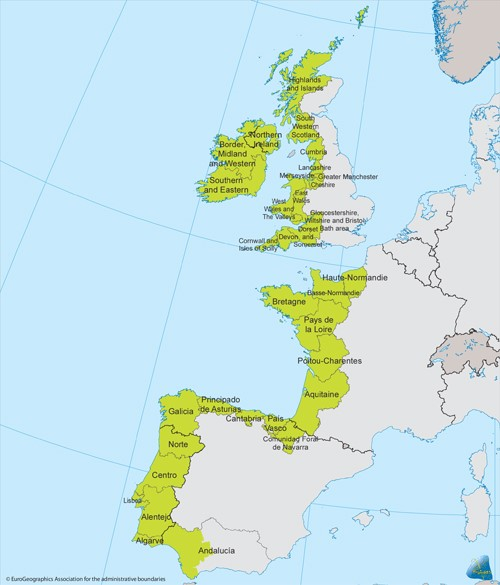 Highlands
and Islands
South
Western
Scotland
Northern
Ireland
Border,
Midland
and Western
Southern
and Eastern
Cumbria
Lancashire
Merseyside
Greater Manchester
Cheshire
East
Wales
West
Wales and
The Valleys
Gloucestershire,
Wiltshire and Bristol/
Bath area
Dorset
Devon and
Somerset
Cornwall and
Isles of Scilly
Haute-Normandie
Basse-Normandie
Bretagne
Pays de
la Loire
Poitou-Charentes
Aquitaine
Principado
de Asturias
Galicia
Cantabria
País
Vasco
Comunidad Foral
de Navarra
Norte
Centro
Lisboa
Alentejo
Algarve
Andalucia
© EuroGeographics Association for the administrative boundaries